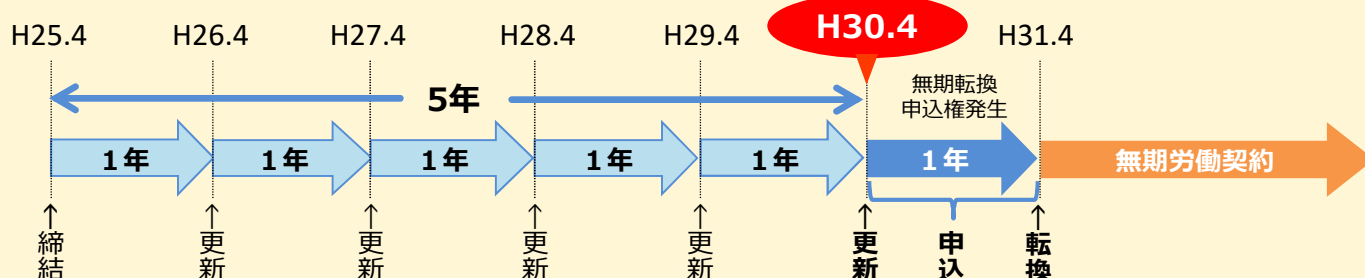 H25.4 H26.4 H27.4 H28.4 H29.4 H30.4 H31.4
5年
無期転換
申込権発生
1年 1年 1年 1年 1年 1年 無期労働契約
↑締結 ↑更新 ↑更新 ↑更新 ↑更新 ↑更新 申込 ↑転換